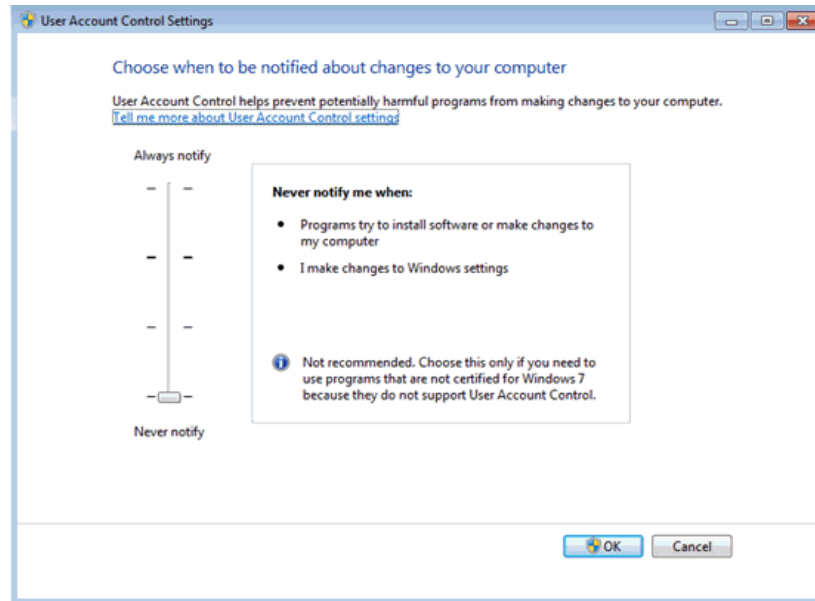 User Account Control Settings
Choose when to be notified about changes to your computer
User Account Control helps prevent potentially harmful programs from making changes to your computer.
Tell me more about User Account Control settings
Always notify
Never notify me when:
• Programs try to install software or make changes to
my computer
• I make changes to Windows settings
Not recommended. Choose this only if you need to
use programs that are not certified for Windows 7
because they do not support User Account Control.
Never notify
OK
Cancel